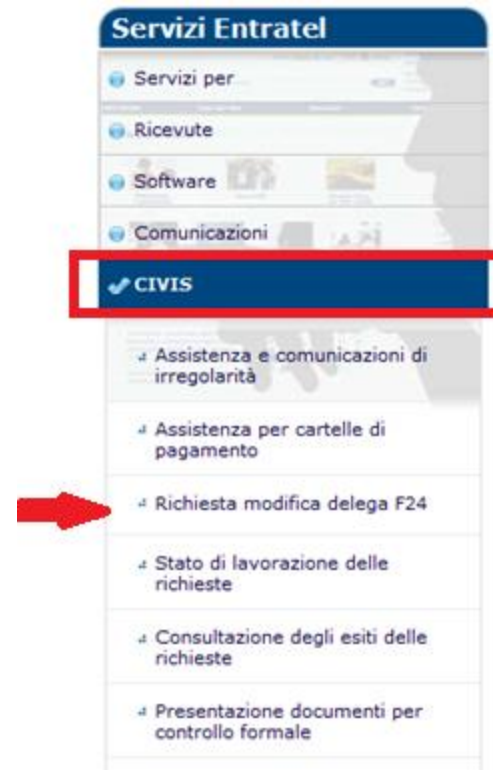 Servizi Entratel
Servizi per
Ricevute
Software
Comunicazioni
CIVIS
Assistenza e comunicazioni di
irregolarità
Assistenza per cartelle di
pagamento
Richiesta modifica delega F24
Stato di lavorazione delle
richieste
Consultazione degli esiti delle
richieste
Presentazione documenti per
controllo formale